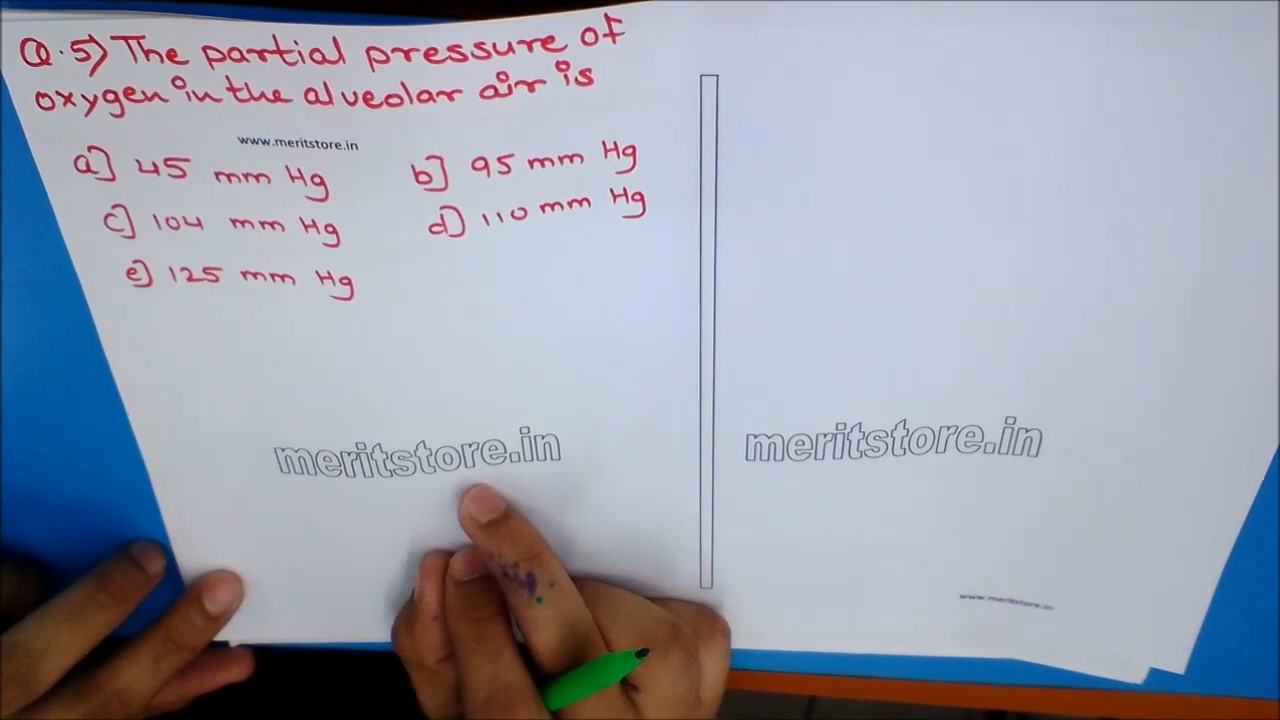 Q.5) The partial pressure of
oxygen in the alveolar air is
www.meritstore.in
a] 45 mm Hg
b] 95 mm Hg
c] 104 mm Hg
d] 110 mm Hg
e] 125 mm Hg
meritstore.in
meritstore.in
www.meritstore.in